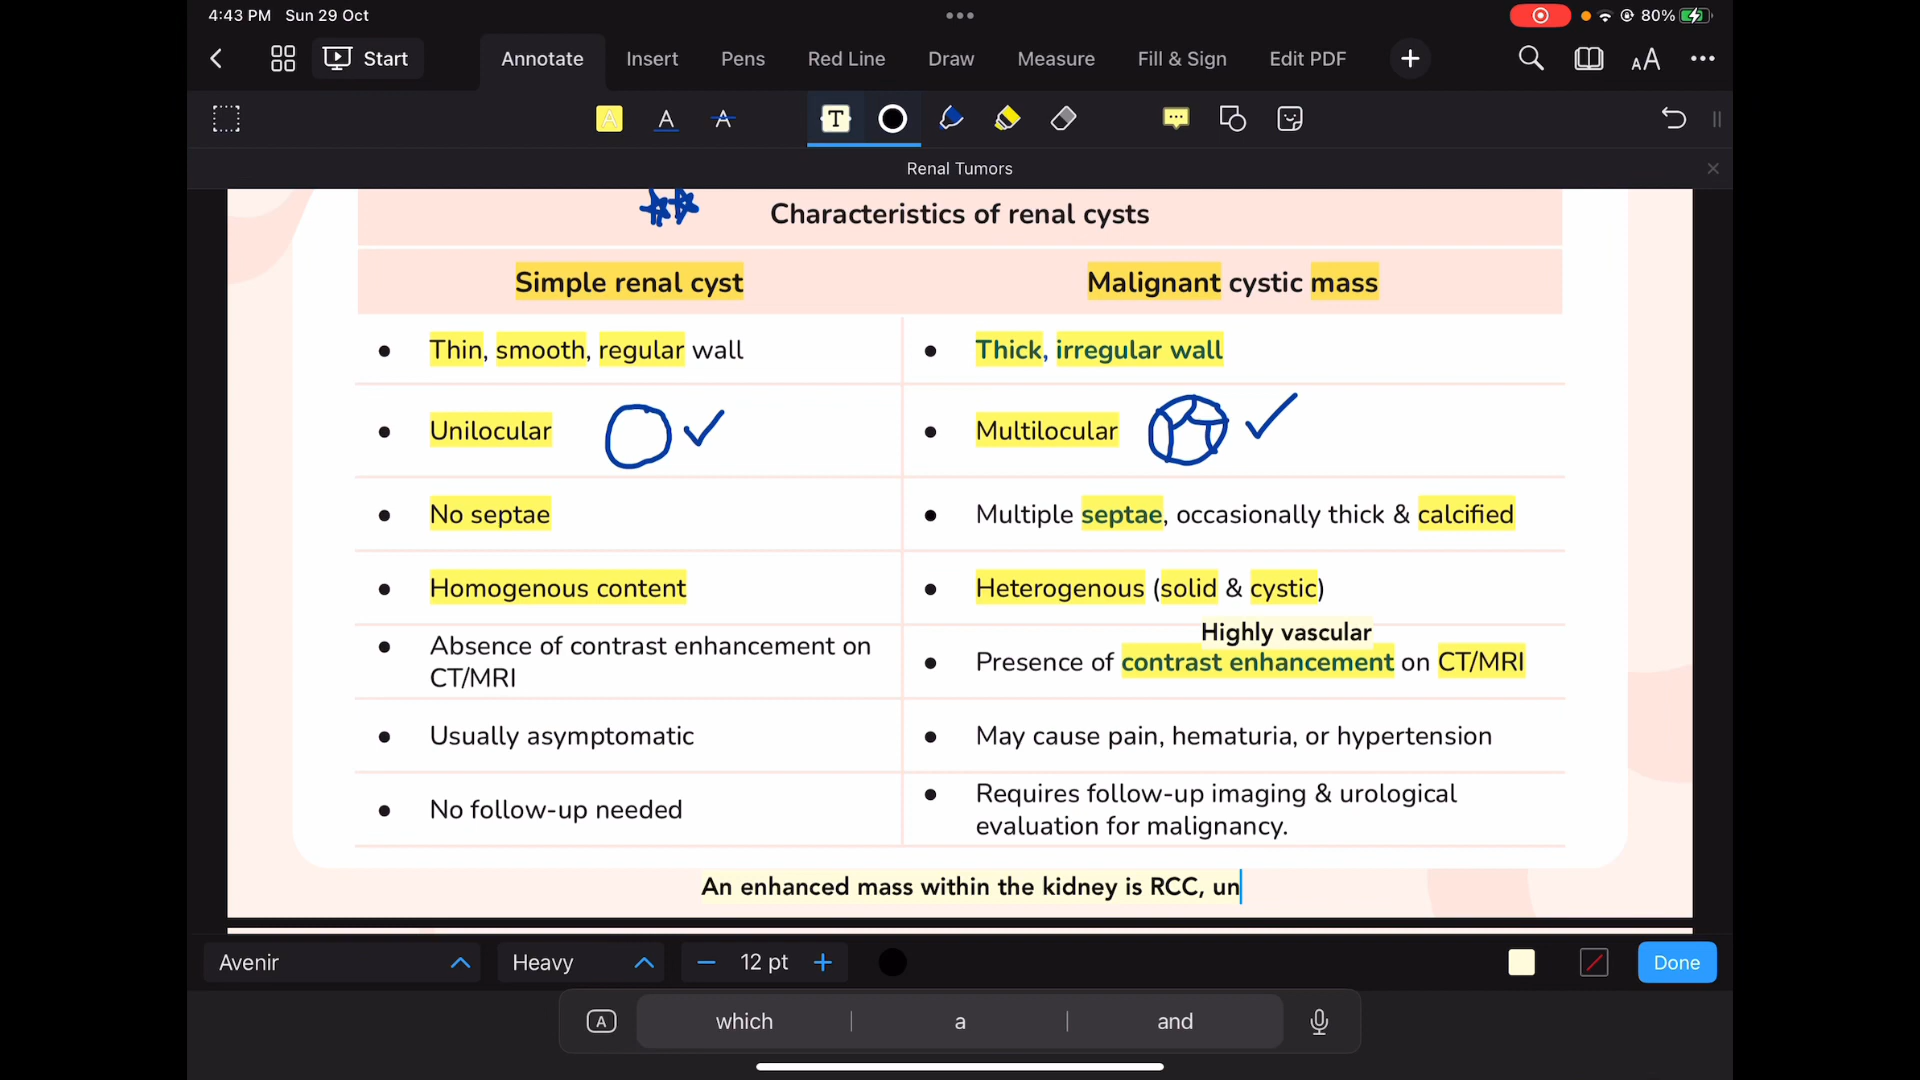 4:43 PM Sun 29 Oct
80%
Start
Annotate
Insert
Pens
Red Line
Draw
Measure
Fill & Sign
Edit PDF
AA
A
A
A
T
Renal Tumors
Characteristics of renal cysts
Simple renal cyst
Malignant cystic mass
• Thin, smooth, regular wall
• Thick, irregular wall
• Unilocular
• Multilocular
• No septae
• Multiple septae, occasionally thick & calcified
• Homogenous content
• Heterogenous (solid & cystic)
Highly vascular
• Absence of contrast enhancement on
CT/MRI
• Presence of contrast enhancement on CT/MRI
• Usually asymptomatic
• May cause pain, hematuria, or hypertension
• No follow-up needed
• Requires follow-up imaging & urological
evaluation for malignancy.
An enhanced mass within the kidney is RCC, un
Avenir
Heavy
12 pt
Done
A
which
a
and